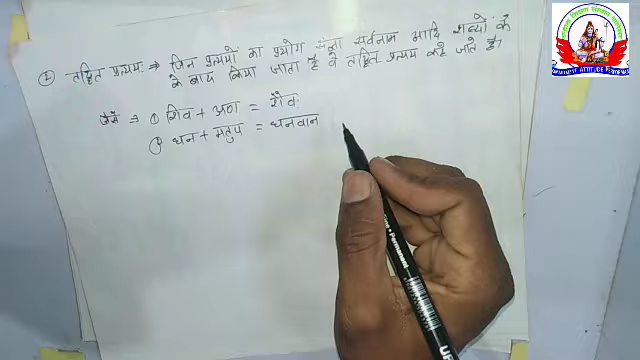 ② तद्धित प्रत्यय:⇒ जिन प्रत्ययों का प्रयोग संज्ञा सर्वनाम आदि शब्दों के
के बाद किया जाता है वे तद्धित प्रत्यय कहे जाते है।
जैसे ⇒ ① शिव + अण = शैव:
② धन + मतुप = धनवान